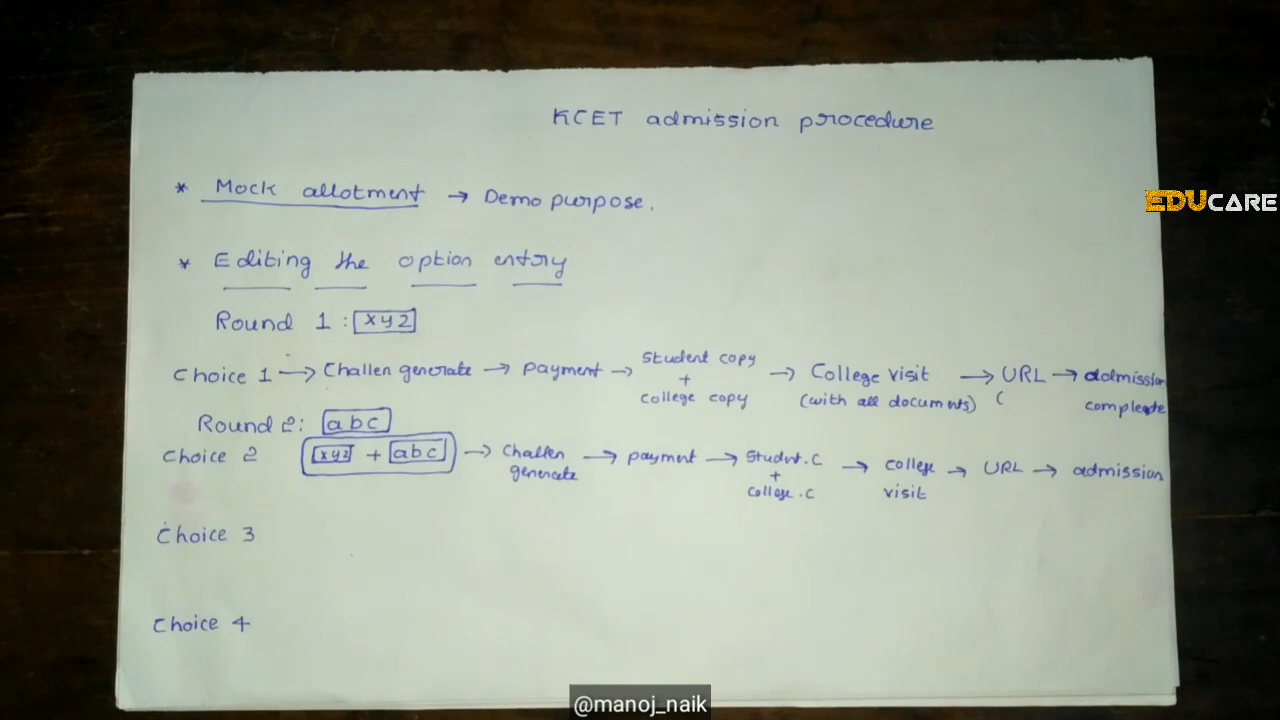 KCET admission procedure
* Mock allotment → Demo purpose.
EDUCARE
* Editing the option entry
Round 1 : xyz
Choice 1 → Challen generate → payment → Student copy + college copy → College visit (with all documents) → URL ( → admission complete
Round 2: abc
Choice 2 xyz + abc → Challen generate → payment → Studnt.C + College.C → college visit → URL → admission
Choice 3
Choice 4
@manoj_naik